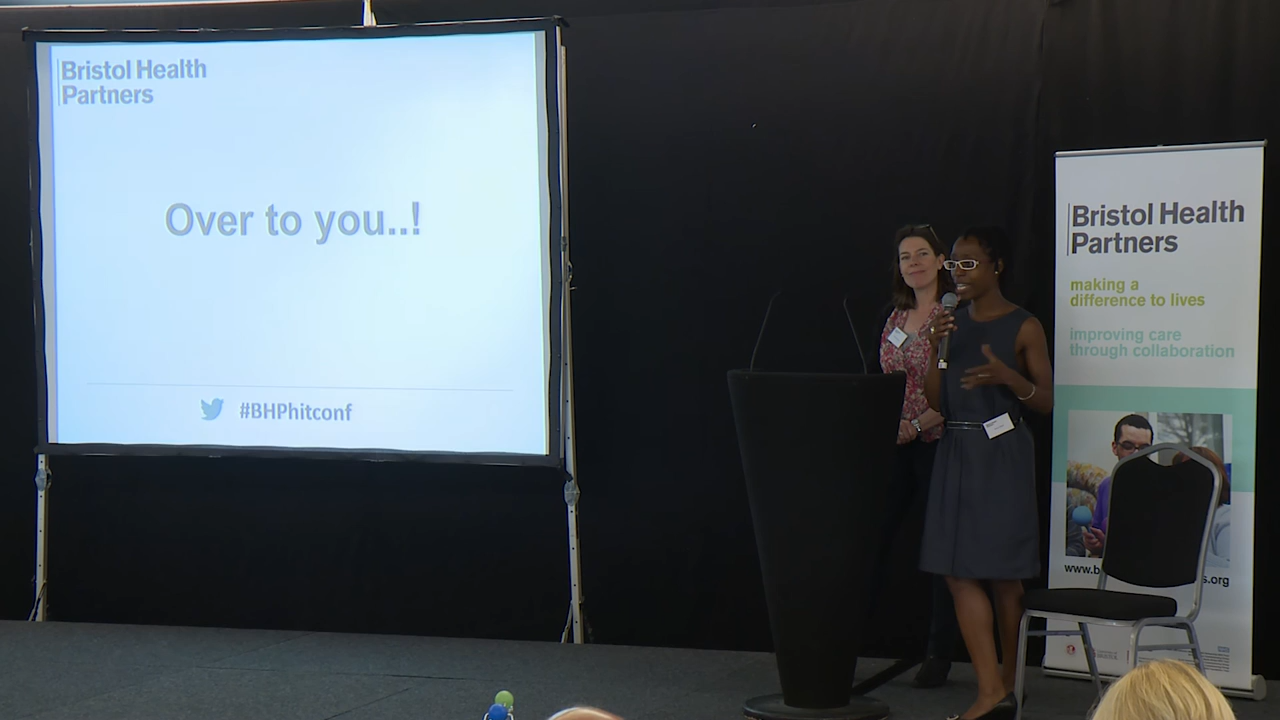 Bristol Health
Partners
Over to you..!
#BHPhitconf
Bristol Health
Partners
making a
difference to lives
improving care
through collaboration
www.b
s.org